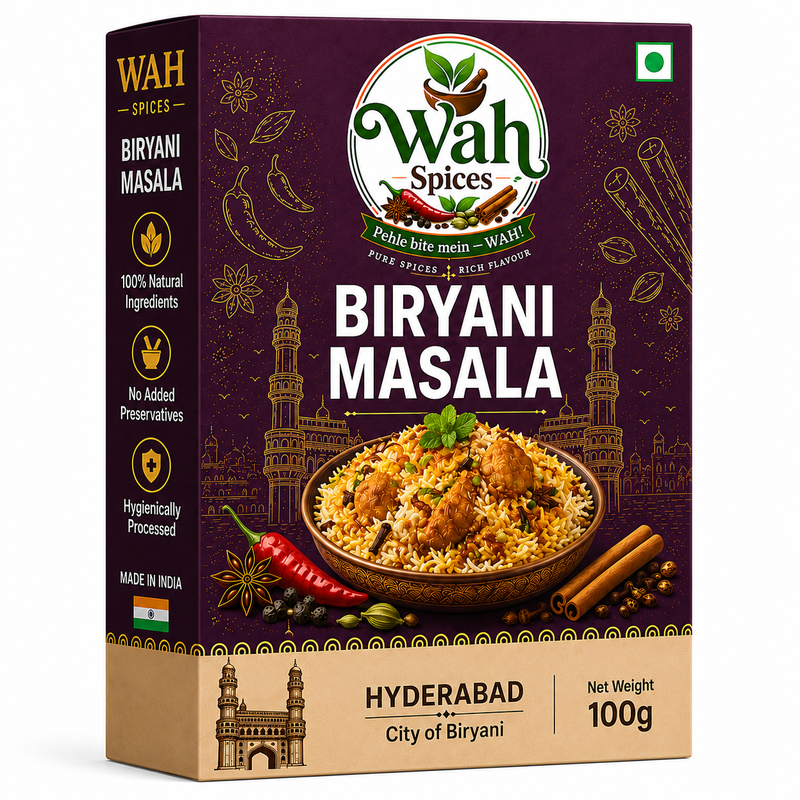 WAH
SPICES
BIRYANI
MASALA
100% Natural
Ingredients
No Added
Preservatives
Hygienically
Processed
MADE IN INDIA
Wah
Spices
Pehle bite mein – WAH!
PURE SPICES RICH FLAVOUR
BIRYANI
MASALA
HYDERABAD
City of Biryani
Net Weight
100g